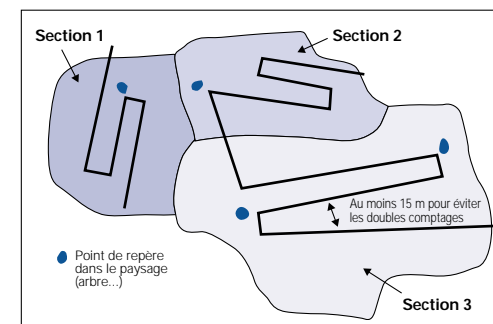 Section 1
Section 2
Au moins 15 m pour éviter
les doubles comptages
Point de repère
dans le paysage
(arbre...)
Section 3